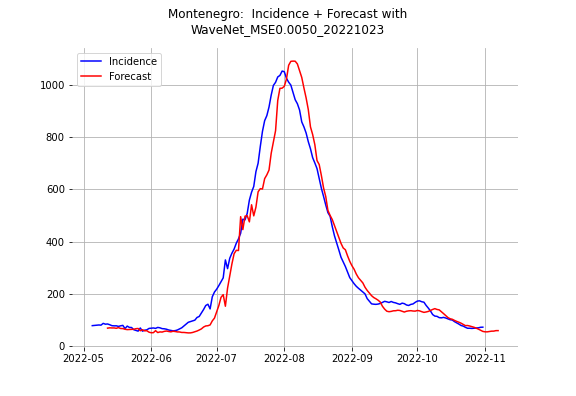 Montenegro:  Incidence + Forecast with
WaveNet_MSE0.0050_20221023
Incidence
Forecast
1000
800
600
400
200
0
2022-05 2022-06 2022-07 2022-08 2022-09 2022-10 2022-11